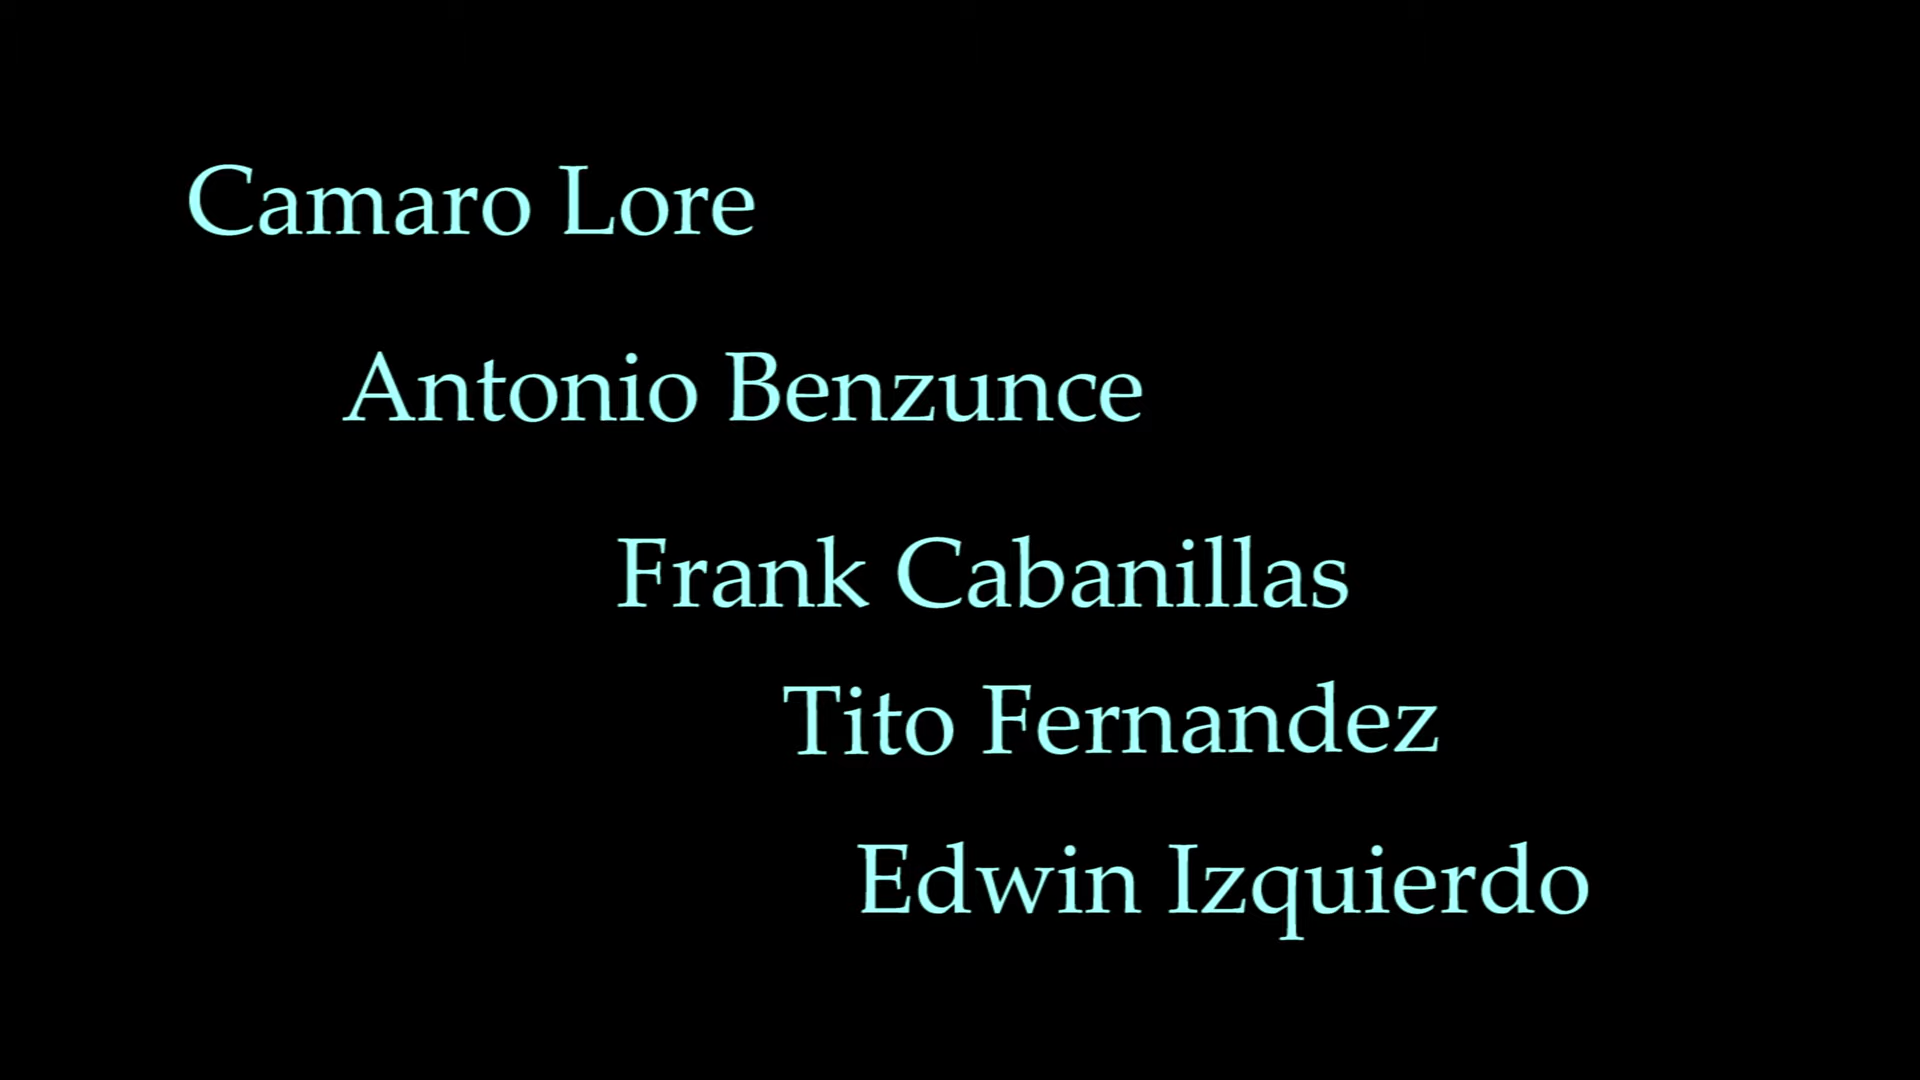 Camaro Lore
Antonio Benzunce
Frank Cabanillas
Tito Fernandez
Edwin Izquierdo